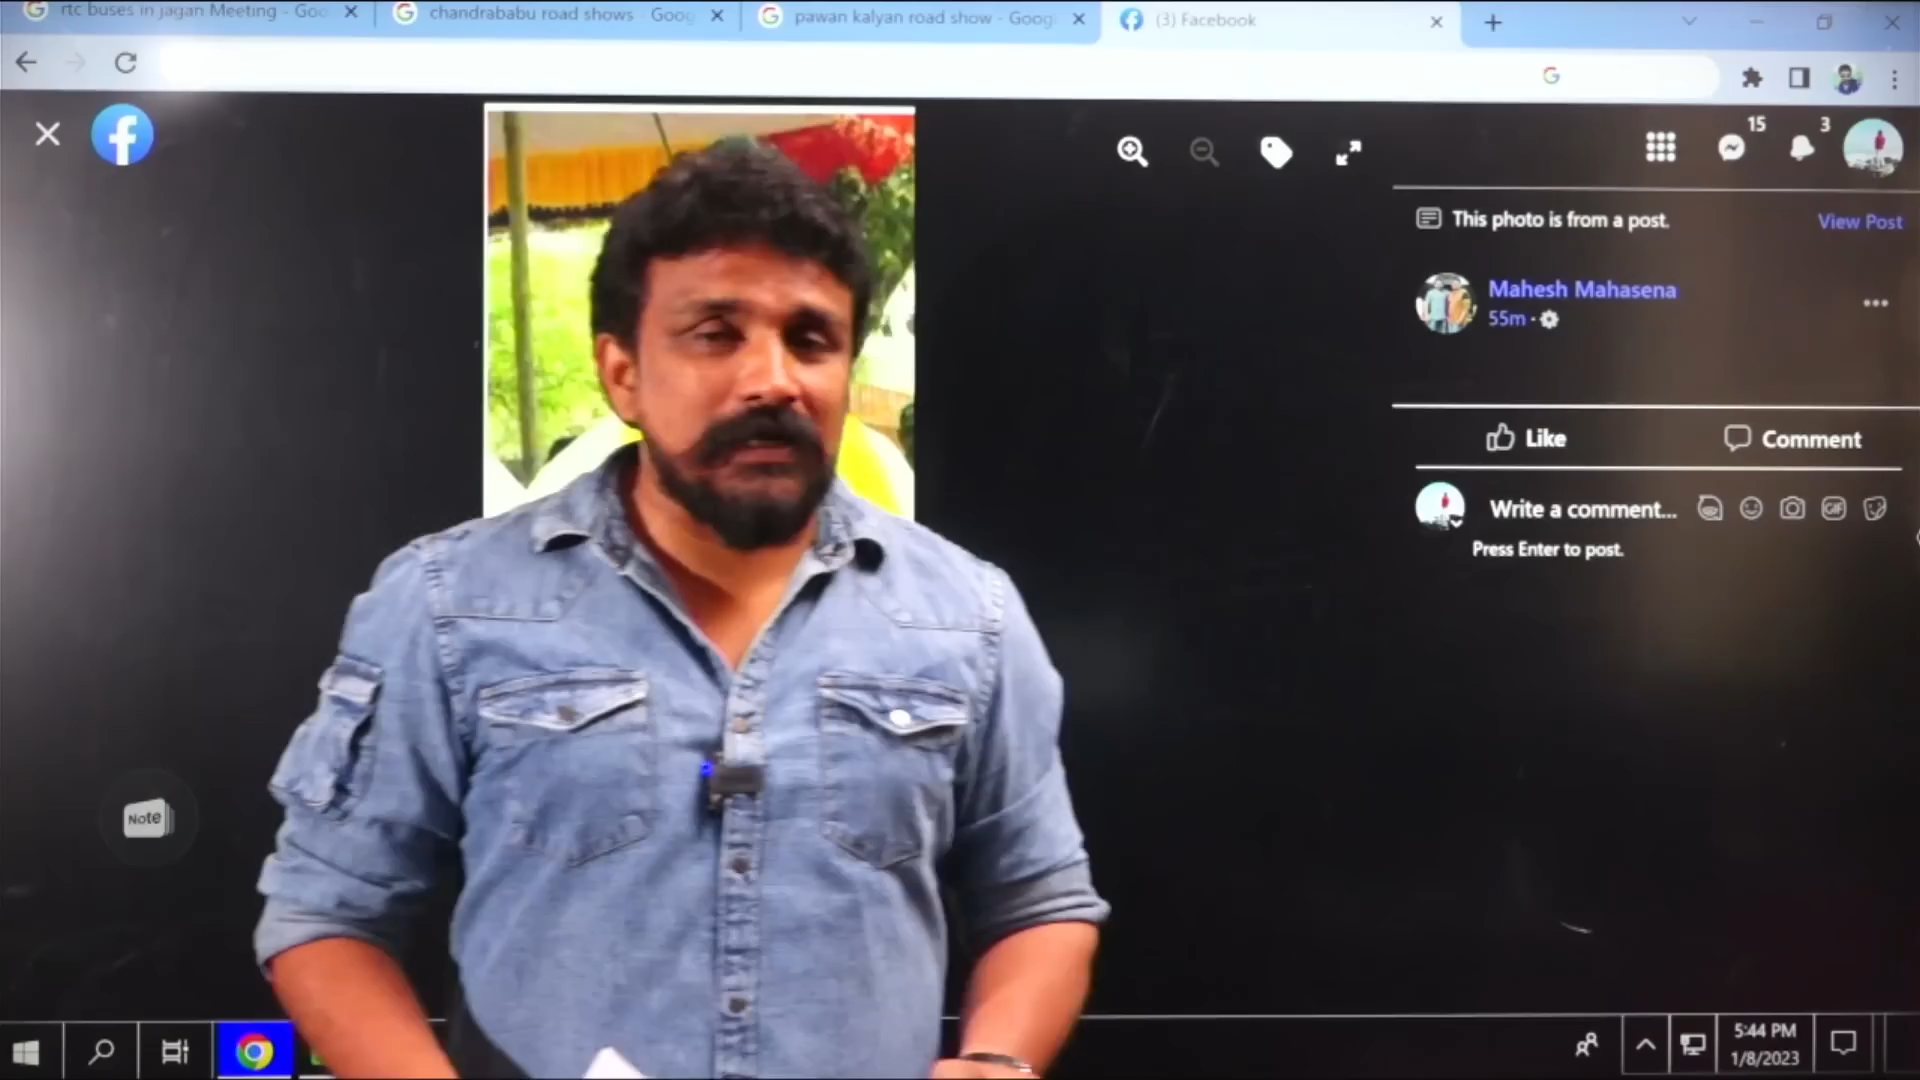 rtc buses in jagan Meeting - Goo
chandrababu road shows - Goog
pawan kalyan road show - Goog
(3) Facebook
15
3
This photo is from a post.
View Post
Mahesh Mahasena
55m
Like
Comment
Write a comment...
GIF
Press Enter to post.
Note
5:44 PM
1/8/2023